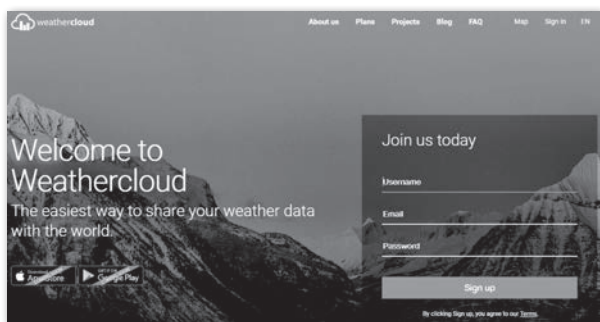 weathercloud
About us Plans Projects Blog FAQ Map Sign in EN
Welcome to
Weathercloud
The easiest way to share your weather data
with the world.
App Store
Google Play
Join us today
Username
Email
Password
Sign up
By clicking Sign up, you agree to our Terms.